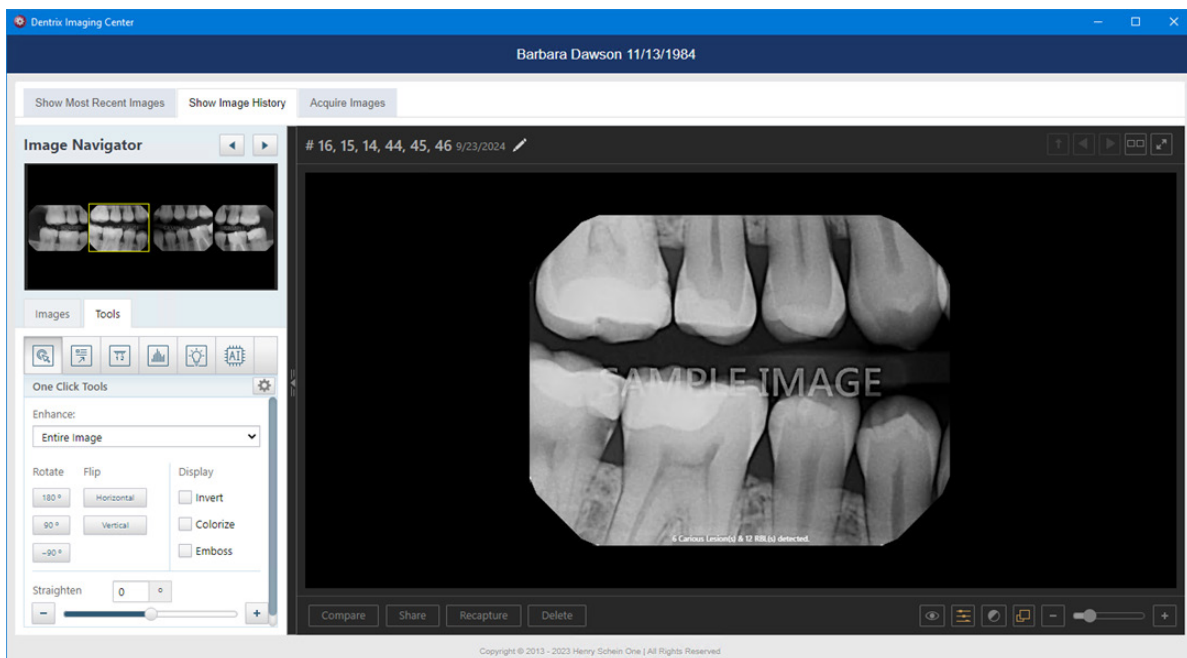 Dentrix Imaging Center
Barbara Dawson 11/13/1984
Show Most Recent Images Show Image History Acquire Images
Image Navigator
# 16, 15, 14, 44, 45, 46 9/23/2024
Images Tools
12
AI
One Click Tools
Enhance:
Entire Image
Rotate Flip Display
180 º Horizontal Invert
90 º Vertical Colorize
-90 º Emboss
Straighten 0 º
SAMPLE IMAGE
6 Carious Lesion(s) & 12 RBL(s) detected.
Compare Share Recapture Delete
Copyright © 2013 - 2023 Henry Schein One | All Rights Reserved